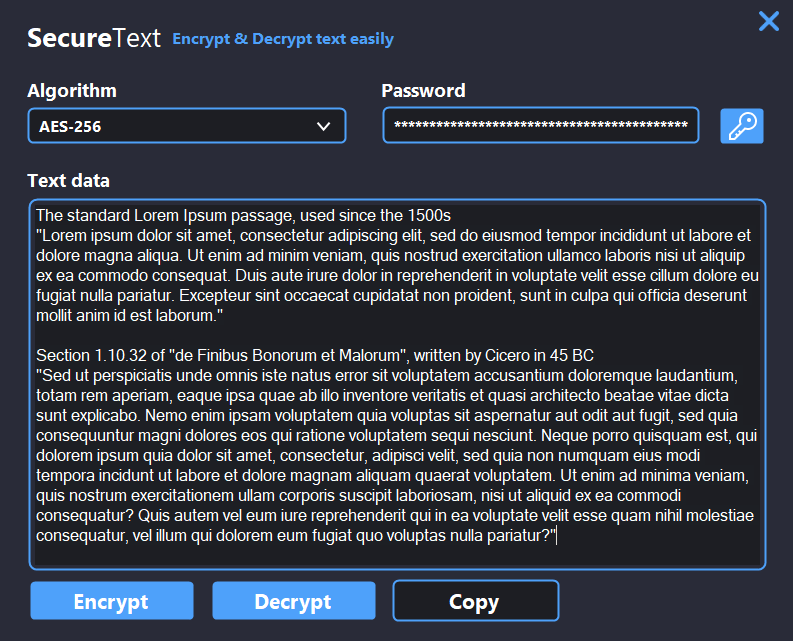 SecureText Encrypt & Decrypt text easily
Algorithm Password
AES-256 ******************************************
Text data
The standard Lorem Ipsum passage, used since the 1500s
"Lorem ipsum dolor sit amet, consectetur adipiscing elit, sed do eiusmod tempor incididunt ut labore et
dolore magna aliqua. Ut enim ad minim veniam, quis nostrud exercitation ullamco laboris nisi ut aliquip
ex ea commodo consequat. Duis aute irure dolor in reprehenderit in voluptate velit esse cillum dolore eu
fugiat nulla pariatur. Excepteur sint occaecat cupidatat non proident, sunt in culpa qui officia deserunt
mollit anim id est laborum."
Section 1.10.32 of "de Finibus Bonorum et Malorum", written by Cicero in 45 BC
"Sed ut perspiciatis unde omnis iste natus error sit voluptatem accusantium doloremque laudantium,
totam rem aperiam, eaque ipsa quae ab illo inventore veritatis et quasi architecto beatae vitae dicta
sunt explicabo. Nemo enim ipsam voluptatem quia voluptas sit aspernatur aut odit aut fugit, sed quia
consequuntur magni dolores eos qui ratione voluptatem sequi nesciunt. Neque porro quisquam est, qui
dolorem ipsum quia dolor sit amet, consectetur, adipisci velit, sed quia non numquam eius modi
tempora incidunt ut labore et dolore magnam aliquam quaerat voluptatem. Ut enim ad minima veniam,
quis nostrum exercitationem ullam corporis suscipit laboriosam, nisi ut aliquid ex ea commodi
consequatur? Quis autem vel eum iure reprehenderit qui in ea voluptate velit esse quam nihil molestiae
consequatur, vel illum qui dolorem eum fugiat quo voluptas nulla pariatur?"
Encrypt Decrypt Copy